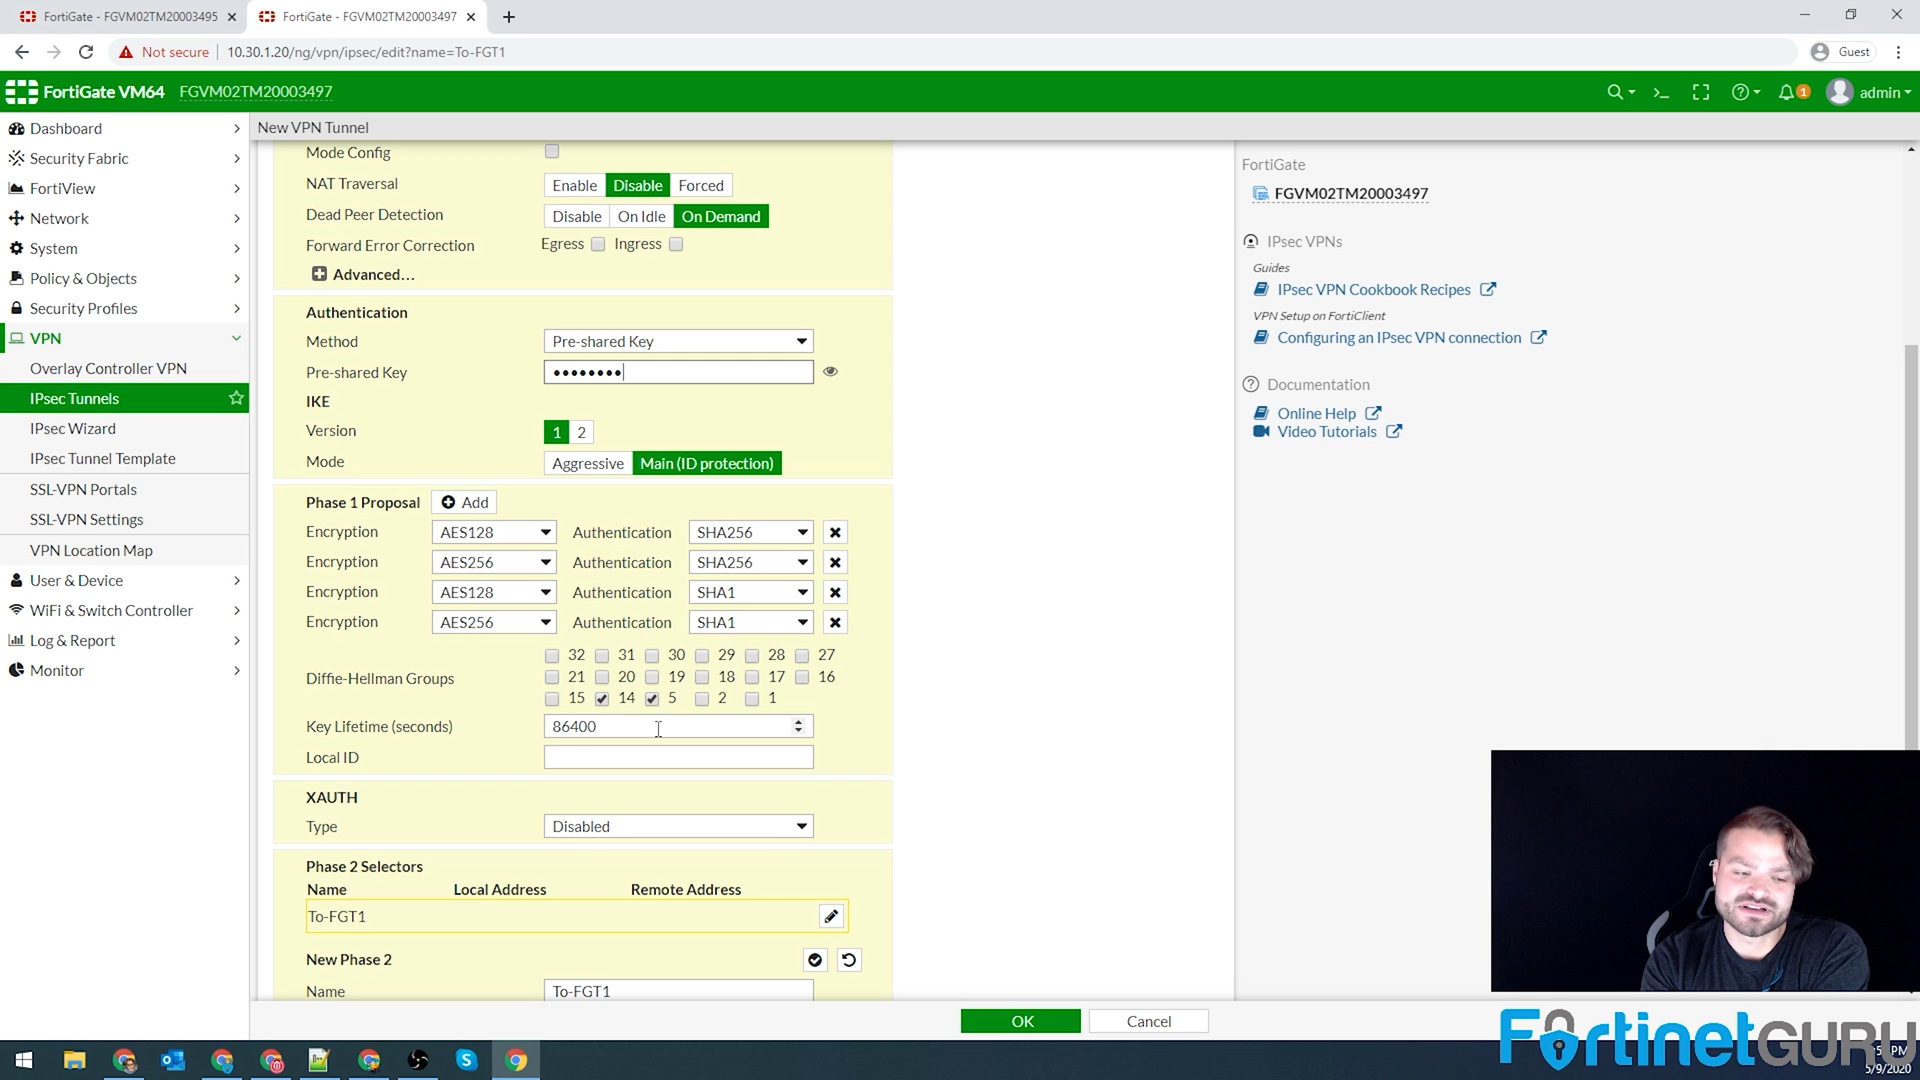 FortiGate - FGVM02TM20003495
FortiGate - FGVM02TM20003497
Not secure
10.30.1.20/ng/vpn/ipsec/edit?name=To-FGT1
Guest
FortiGate VM64 FGVM02TM20003497
1
admin
Dashboard
Security Fabric
FortiView
Network
System
Policy & Objects
Security Profiles
VPN
Overlay Controller VPN
IPsec Tunnels
IPsec Wizard
IPsec Tunnel Template
SSL-VPN Portals
SSL-VPN Settings
VPN Location Map
User & Device
WiFi & Switch Controller
Log & Report
Monitor
New VPN Tunnel
Mode Config
NAT Traversal Enable Disable Forced
Dead Peer Detection Disable On Idle On Demand
Forward Error Correction Egress Ingress
Advanced...
Authentication
Method Pre-shared Key
Pre-shared Key ••••••••
IKE
Version 1 2
Mode Aggressive Main (ID protection)
Phase 1 Proposal Add
Encryption AES128 Authentication SHA256
Encryption AES256 Authentication SHA256
Encryption AES128 Authentication SHA1
Encryption AES256 Authentication SHA1
32 31 30 29 28 27
Diffie-Hellman Groups 21 20 19 18 17 16
15 14 5 2 1
Key Lifetime (seconds) 86400
Local ID
XAUTH
Type Disabled
Phase 2 Selectors
Name Local Address Remote Address
To-FGT1
New Phase 2
Name To-FGT1
OK Cancel
FortiGate
FGVM02TM20003497
IPsec VPNs
Guides
IPsec VPN Cookbook Recipes
VPN Setup on FortiClient
Configuring an IPsec VPN connection
Documentation
Online Help
Video Tutorials
FortinetGURU
PM
5/9/2020